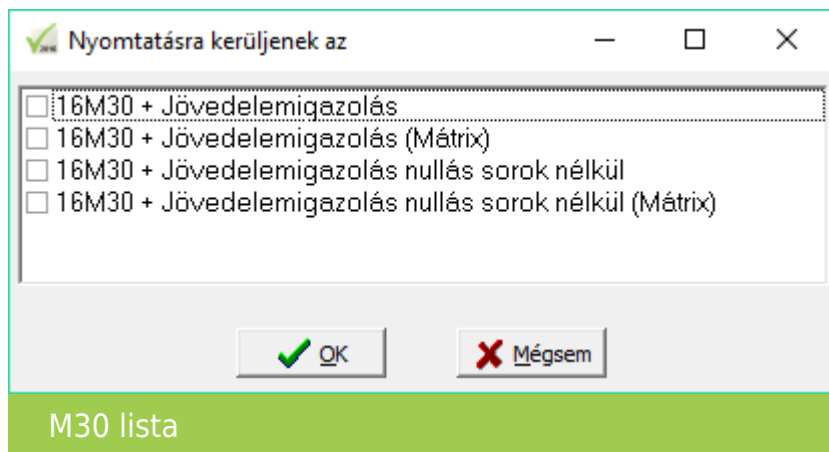 Nyomtatásra kerüljenek az
16M30 + Jövedelemigazolás
16M30 + Jövedelemigazolás (Mátrix)
16M30 + Jövedelemigazolás nullás sorok nélkül
16M30 + Jövedelemigazolás nullás sorok nélkül (Mátrix)
OK
Mégsem
M30 lista